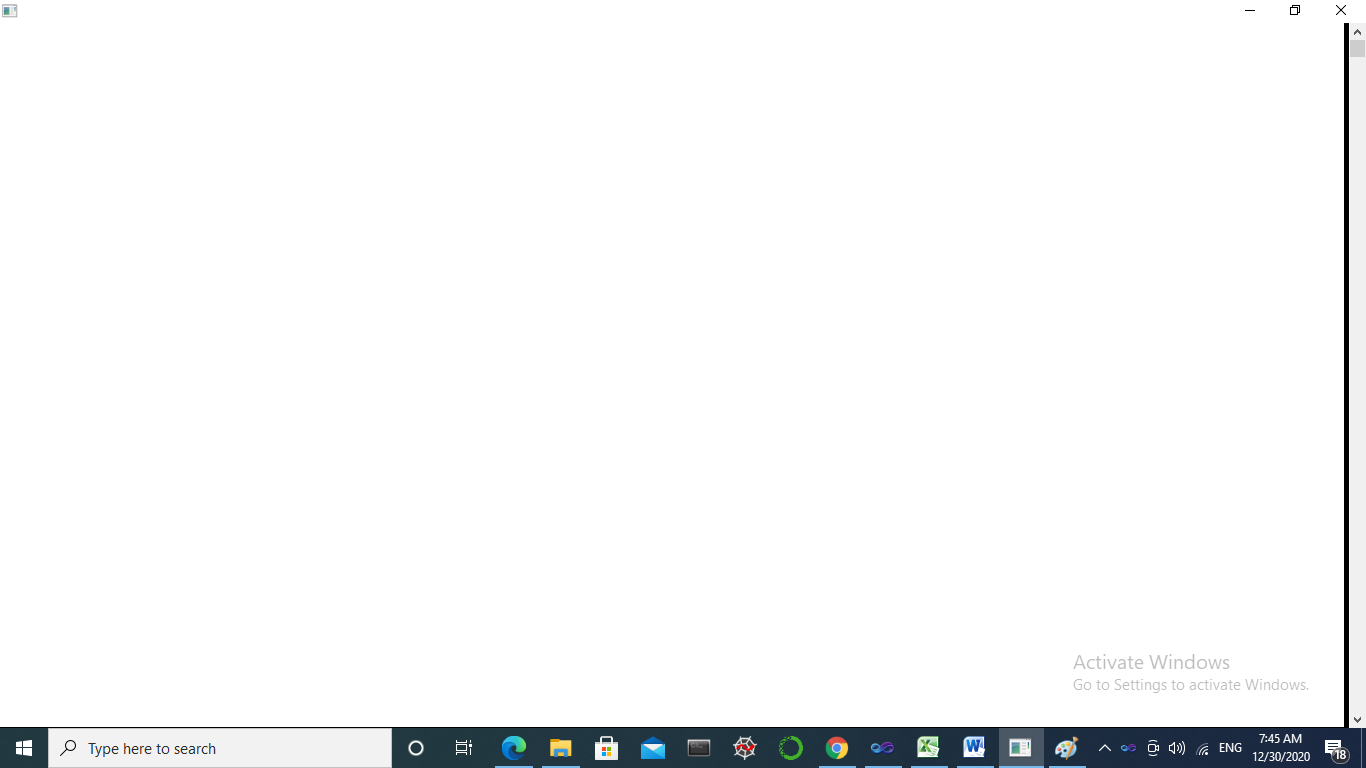 Activate Windows
Go to Settings to activate Windows.
Type here to search
ENG
7:45 AM
12/30/2020
18